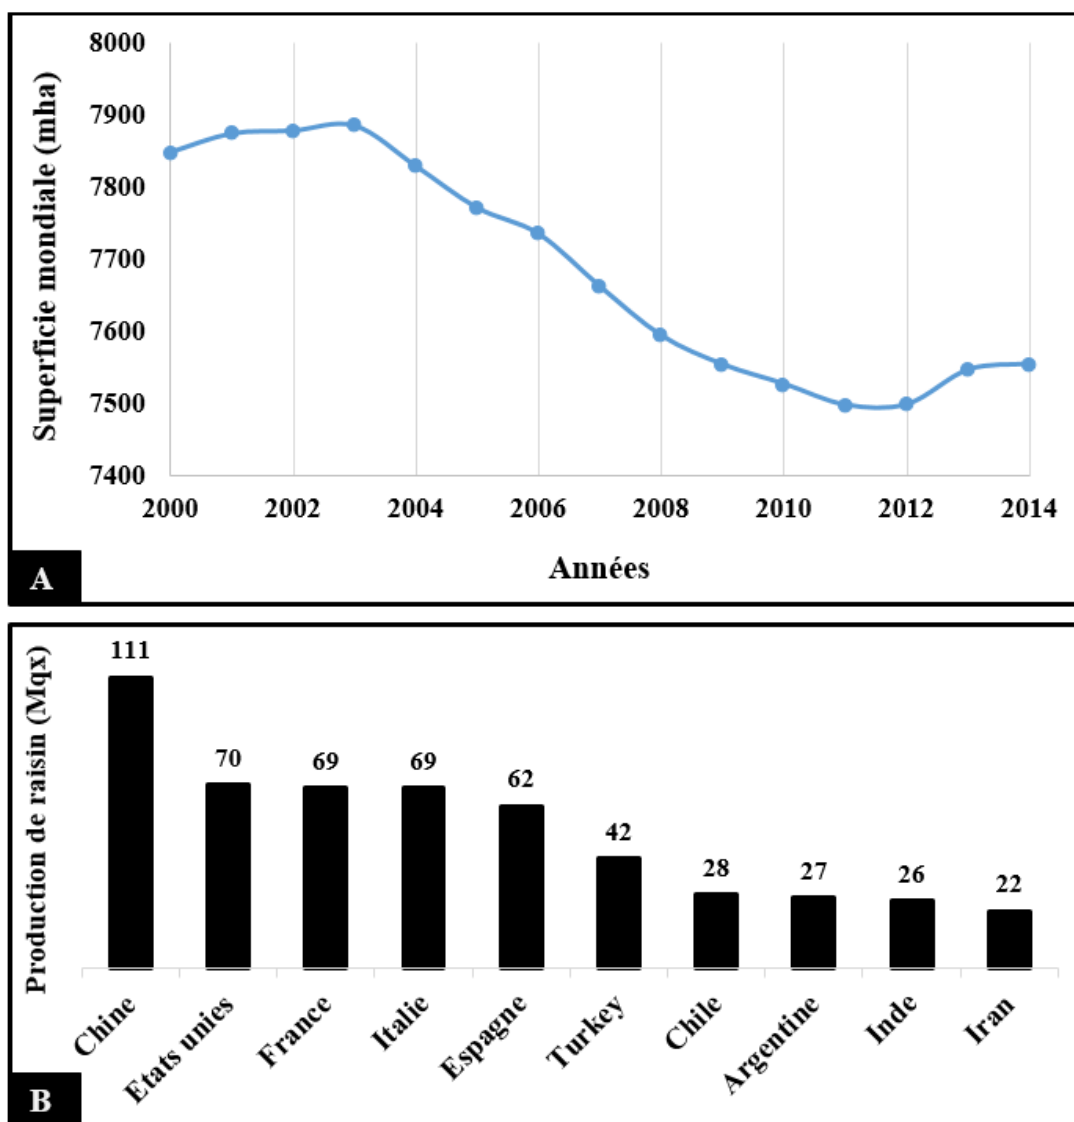 8000
7900
7800
7700
7600
7500
7400
Superficie mondiale (mha)
2000 2002 2004 2006 2008 2010 2012 2014
Années
A
Production de raisin (Mqx)
111 70 69 69 62 42 28 27 26 22
Chine Etats unies France Italie Espagne Turkey Chile Argentine Inde Iran
B